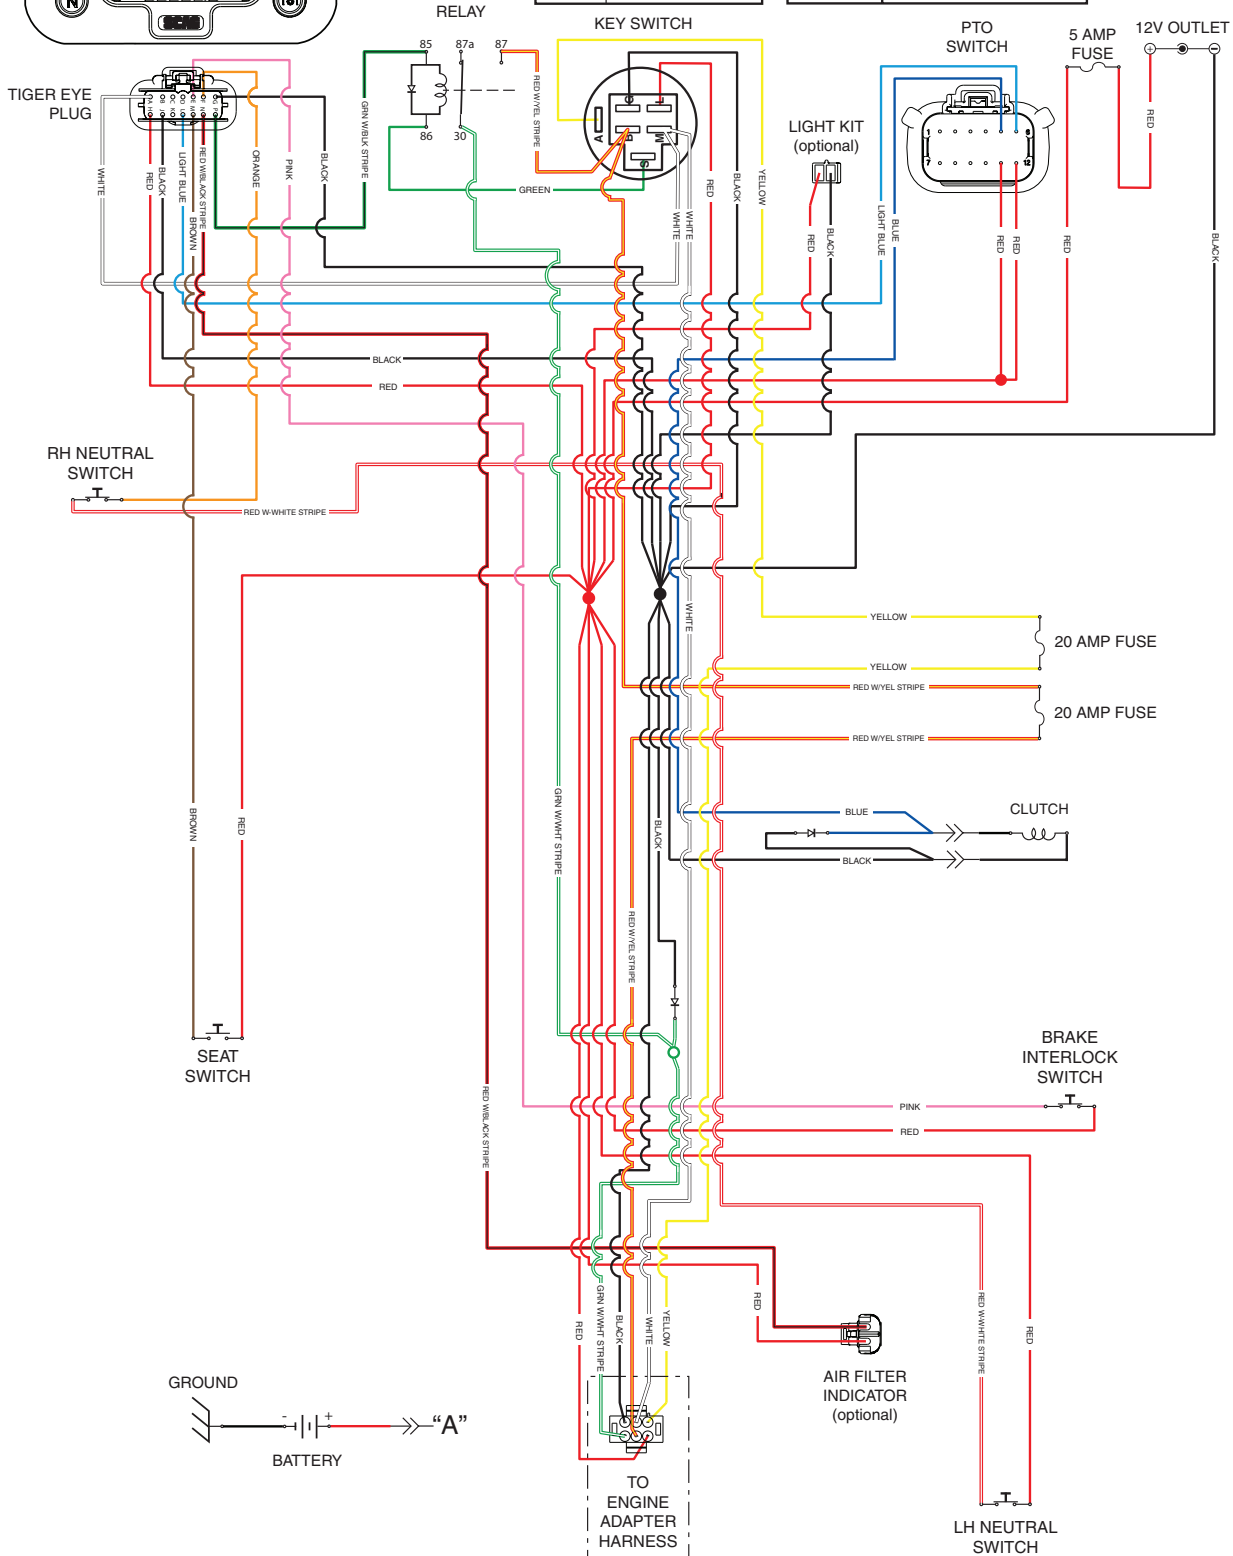 N
SCAG
RELAY
KEY SWITCH
PTO
SWITCH
5 AMP
FUSE
12V OUTLET
85
87a
87
86
30
TIGER EYE
PLUG
LIGHT KIT
(optional)
1
6
7
12
A
B
C
D
E
F
G
H
J
K
L
M
N
P
G
L
A
B
M
S
WHITE
RED
BLACK
LIGHT BLUE
BROWN
RED W/BLACK STRIPE
ORANGE
PINK
BLACK
GRN W/BLK STRIPE
GREEN
RED W/YEL STRIPE
WHITE
WHITE
RED
BLACK
YELLOW
RED
BLACK
LIGHT BLUE
BLUE
RED
RED
RED
RED
BLACK
BLACK
RED
RH NEUTRAL
SWITCH
RED W-WHITE STRIPE
WHITE
YELLOW
20 AMP FUSE
YELLOW
RED W/YEL STRIPE
20 AMP FUSE
RED W/YEL STRIPE
BROWN
RED
GRN W/WHT STRIPE
BLACK
BLUE
CLUTCH
BLACK
RED W/YEL STRIPE
SEAT
SWITCH
BRAKE
INTERLOCK
SWITCH
RED W/BLACK STRIPE
PINK
RED
RED
GRN W/WHT STRIPE
BLACK
WHITE
YELLOW
RED
RED W-WHITE STRIPE
RED
AIR FILTER
INDICATOR
(optional)
GROUND
-
+
"A"
BATTERY
TO
ENGINE
ADAPTER
HARNESS
LH NEUTRAL
SWITCH